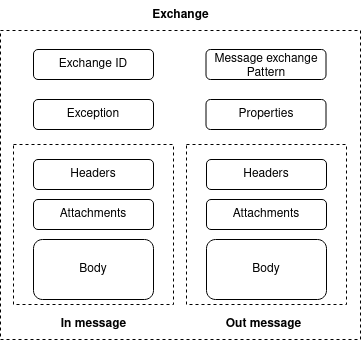 Exchange
Exchange ID
Message exchange
Pattern
Exception
Properties
Headers
Headers
Attachments
Attachments
Body
Body
In message
Out message